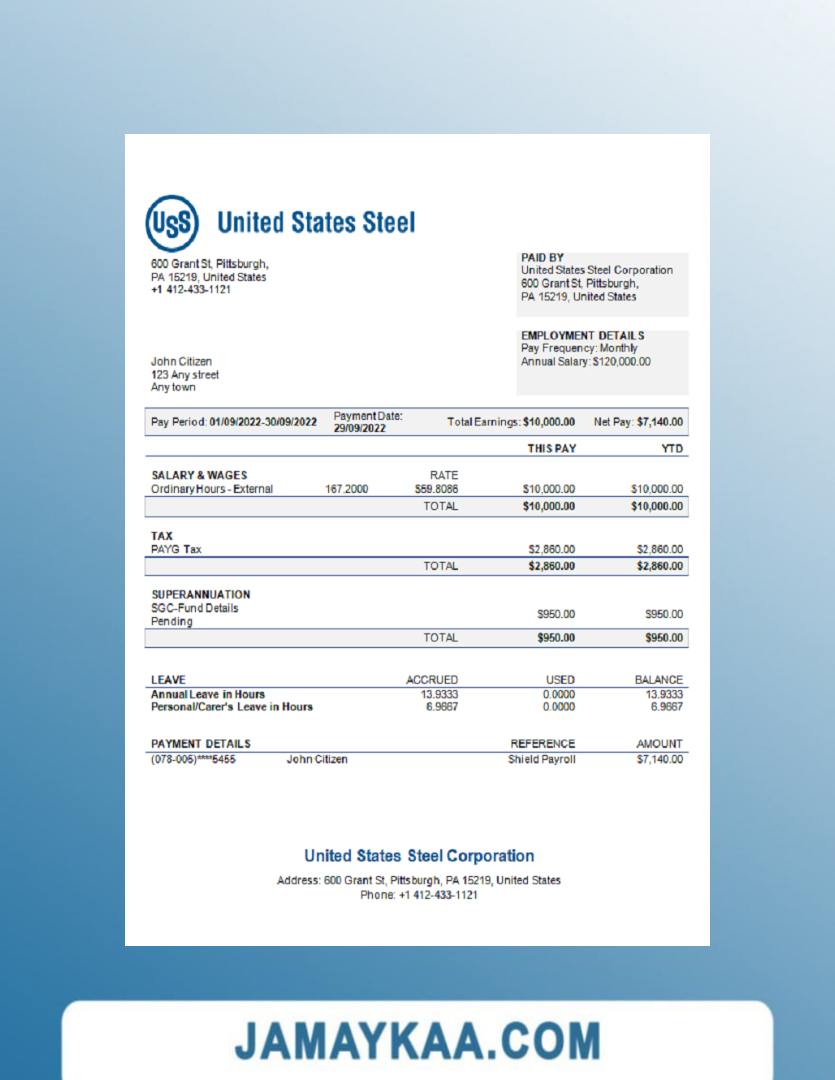 USS United States Steel
600 Grant St, Pittsburgh,
PA 15219, United States
+1 412-433-1121
PAID BY
United States Steel Corporation
600 Grant St, Pittsburgh,
PA 15219, United States
EMPLOYMENT DETAILS
Pay Frequency: Monthly
Annual Salary: $120,000.00
John Citizen
123 Any street
Any town
Pay Period: 01/09/2022-30/09/2022 Payment Date: 29/09/2022 Total Earnings: $10,000.00 Net Pay: $7,140.00
THIS PAY YTD
SALARY & WAGES RATE
Ordinary Hours - External 167.2000 $59.8086 $10,000.00 $10,000.00
TOTAL $10,000.00 $10,000.00
TAX
PAYG Tax $2,860.00 $2,860.00
TOTAL $2,860.00 $2,860.00
SUPERANNUATION
SGC-Fund Details
Pending $950.00 $950.00
TOTAL $950.00 $950.00
LEAVE ACCRUED USED BALANCE
Annual Leave in Hours 13.9333 0.0000 13.9333
Personal/Carer's Leave in Hours 6.9667 0.0000 6.9667
PAYMENT DETAILS REFERENCE AMOUNT
(078-005)****5455 John Citizen Shield Payroll $7,140.00
United States Steel Corporation
Address: 600 Grant St, Pittsburgh, PA 15219, United States
Phone: +1 412-433-1121
JAMAYKAA.COM